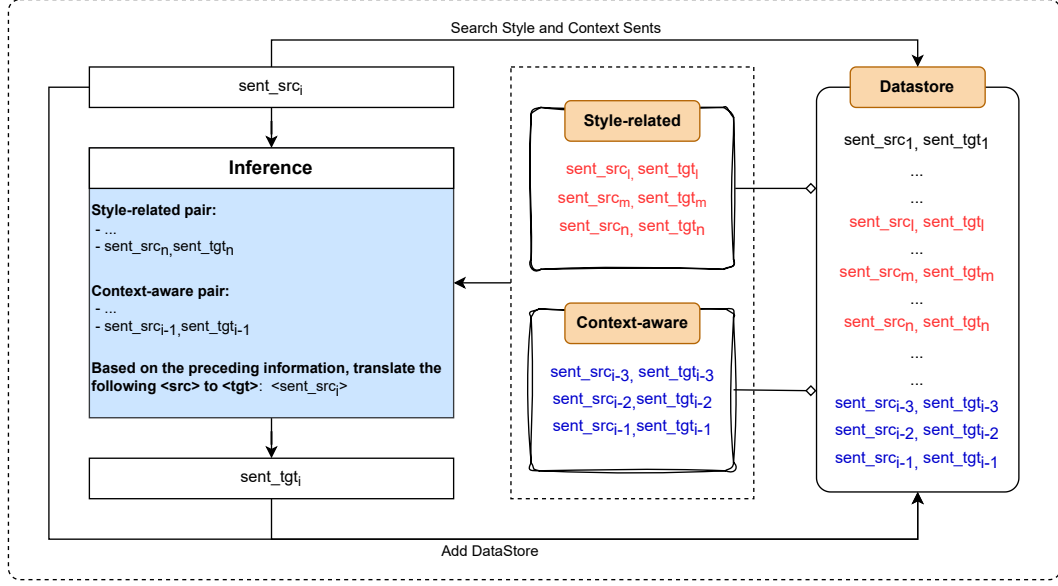 Search Style and Context Sents
sent_srcᵢ
Inference
Style-related pair:
- ...
- sent_srcₙ,sent_tgtₙ
Context-aware pair:
- ...
- sent_srcᵢ₋₁,sent_tgtᵢ₋₁
Based on the preceding information, translate the
following <src> to <tgt>: <sent_srcᵢ>
sent_tgtᵢ
Add DataStore
Style-related
sent_srcₗ, sent_tgtₗ
sent_srcₘ, sent_tgtₘ
sent_srcₙ, sent_tgtₙ
Context-aware
sent_srcᵢ₋₃, sent_tgtᵢ₋₃
sent_srcᵢ₋₂,sent_tgtᵢ₋₂
sent_srcᵢ₋₁,sent_tgtᵢ₋₁
Datastore
sent_src₁, sent_tgt₁
...
...
sent_srcₗ, sent_tgtₗ
...
sent_srcₘ, sent_tgtₘ
...
sent_srcₙ, sent_tgtₙ
...
...
sent_srcᵢ₋₃, sent_tgtᵢ₋₃
sent_srcᵢ₋₂, sent_tgtᵢ₋₂
sent_srcᵢ₋₁, sent_tgtᵢ₋₁